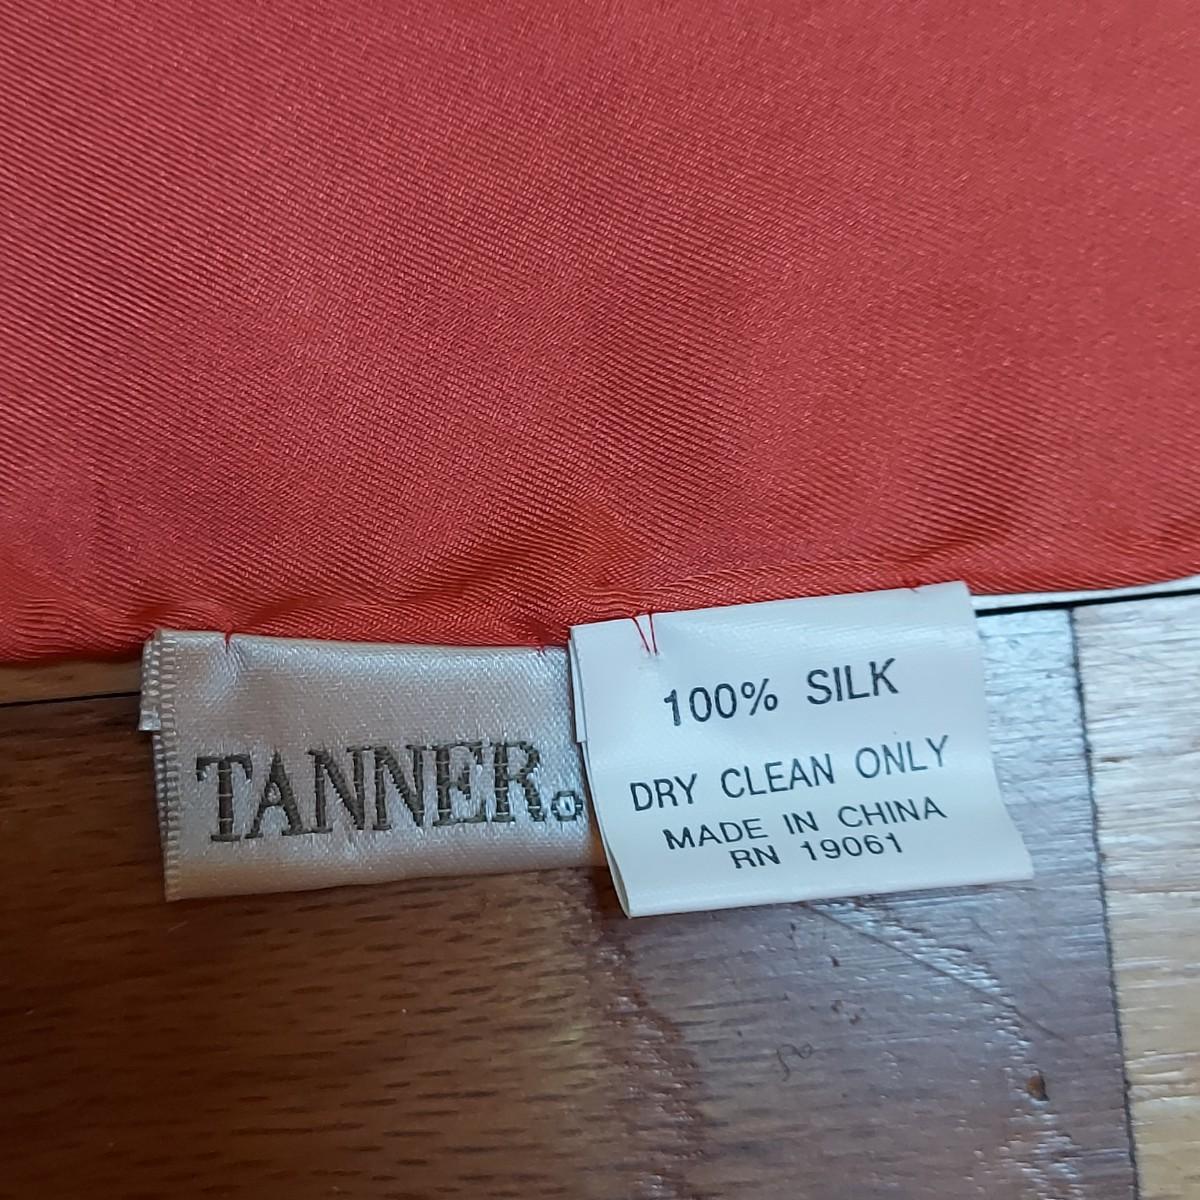 TANNER®
100% SILK
DRY CLEAN ONLY
MADE IN CHINA
RN 19061